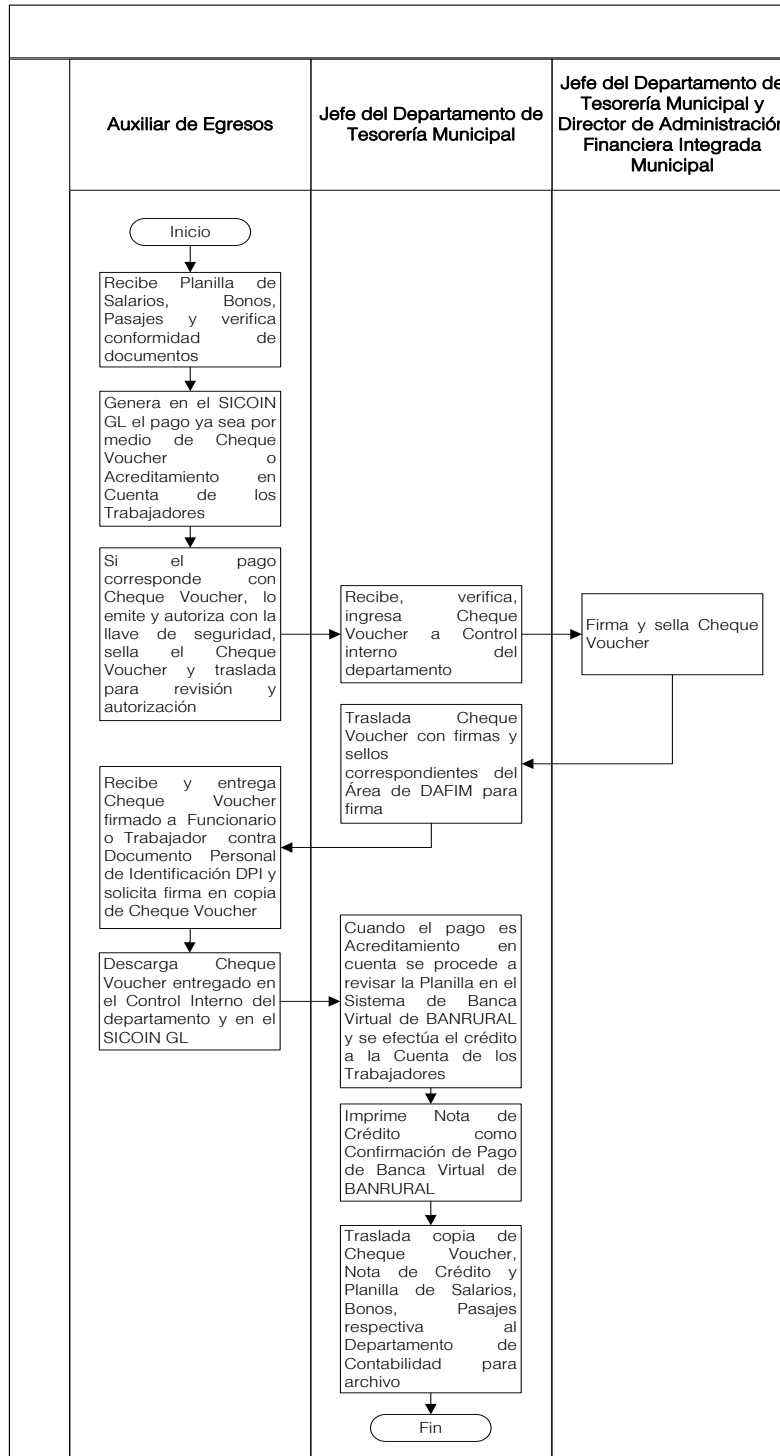 Auxiliar de Egresos
Jefe del Departamento de
Tesorería Municipal
Jefe del Departamento de
Tesorería Municipal y
Director de Administración
Financiera Integrada
Municipal
Inicio
Recibe Planilla de
Salarios, Bonos,
Pasajes y verifica
conformidad de
documentos
Genera en el SICOIN
GL el pago ya sea por
medio de Cheque
Voucher o
Acreditamiento en
Cuenta de los
Trabajadores
Si el pago
corresponde con
Cheque Voucher, lo
emite y autoriza con la
llave de seguridad,
sella el Cheque
Voucher y traslada
para revisión y
autorización
Recibe, verifica,
ingresa Cheque
Voucher a Control
interno del
departamento
Firma y sella Cheque
Voucher
Traslada Cheque
Voucher con firmas y
sellos
correspondientes del
Área de DAFIM para
firma
Recibe y entrega
Cheque Voucher
firmado a Funcionario
o Trabajador contra
Documento Personal
de Identificación DPI y
solicita firma en copia
de Cheque Voucher
Descarga Cheque
Voucher entregado en
el Control Interno del
departamento y en el
SICOIN GL
Cuando el pago es
Acreditamiento en
cuenta se procede a
revisar la Planilla en el
Sistema de Banca
Virtual de BANRURAL
y se efectúa el crédito
a la Cuenta de los
Trabajadores
Imprime Nota de
Crédito como
Confirmación de Pago
de Banca Virtual de
BANRURAL
Traslada copia de
Cheque Voucher,
Nota de Crédito y
Planilla de Salarios,
Bonos, Pasajes
respectiva al
Departamento de
Contabilidad para
archivo
Fin